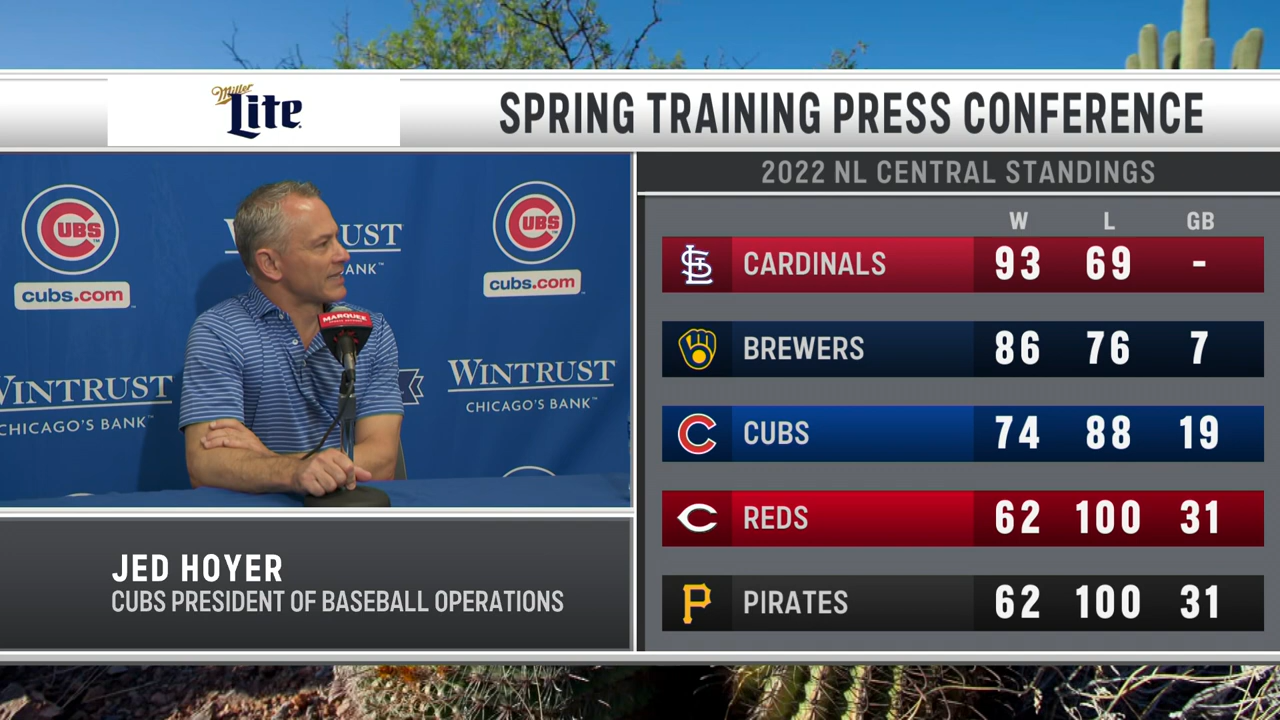 Miller
Lite
SPRING TRAINING PRESS CONFERENCE
CUBS
cubs.com
WINTRUST
CHICAGO'S BANK
UST
ANK
CUBS
cubs.com
WINTRUST
CHICAGO'S BANK
MARQUEE
2022 NL CENTRAL STANDINGS
W L GB
CARDINALS 93 69 -
BREWERS 86 76 7
CUBS 74 88 19
REDS 62 100 31
PIRATES 62 100 31
JED HOYER
CUBS PRESIDENT OF BASEBALL OPERATIONS